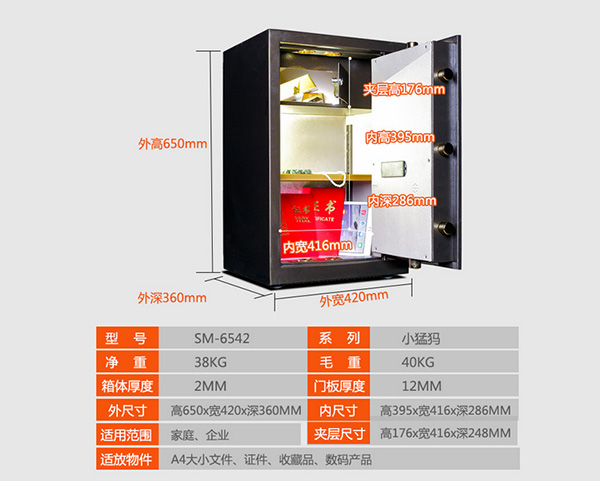 夹层高176mm
外高650mm
内高395mm
内深286mm
证书
CERTIFICATE
内宽416mm
外深360mm
外宽420mm
型号 SM-6542 系列 小猛犸
净重 38KG 毛重 40KG
箱体厚度 2MM 门板厚度 12MM
外尺寸 高650x宽420x深360MM 内尺寸 高395x宽416x深286MM
适用范围 家庭、企业 夹层尺寸 高176x宽416x深248MM
适放物件 A4大小文件、证件、收藏品、数码产品